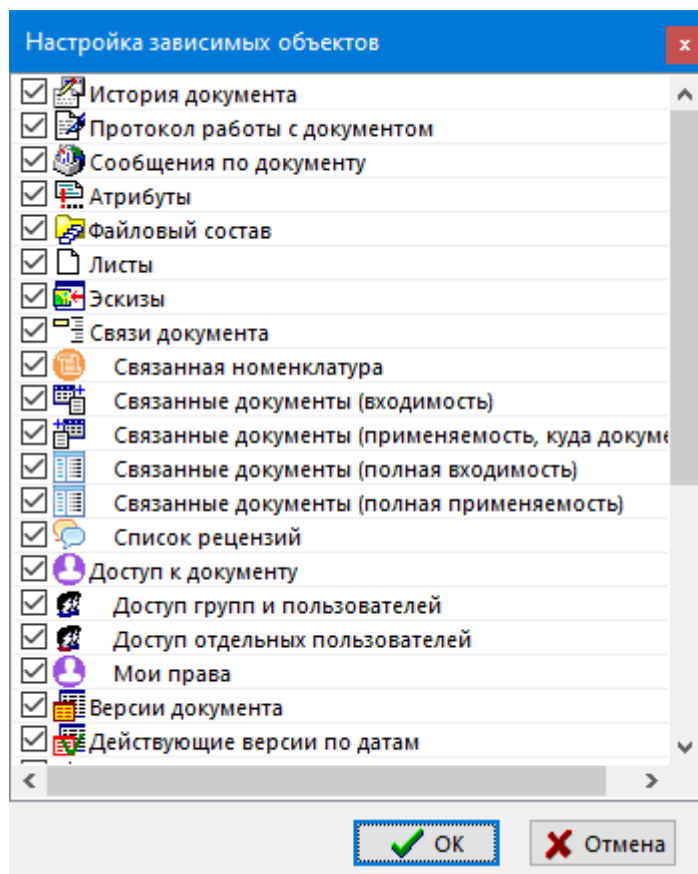 Настройка зависимых объектов
История документа
Протокол работы с документом
Сообщения по документу
Атрибуты
Файловый состав
Листы
Эскизы
Связи документа
Связанная номенклатура
Связанные документы (входимость)
Связанные документы (применяемость, куда докуме
Связанные документы (полная входимость)
Связанные документы (полная применяемость)
Список рецензий
Доступ к документу
Доступ групп и пользователей
Доступ отдельных пользователей
Мои права
Версии документа
Действующие версии по датам
OK
Отмена